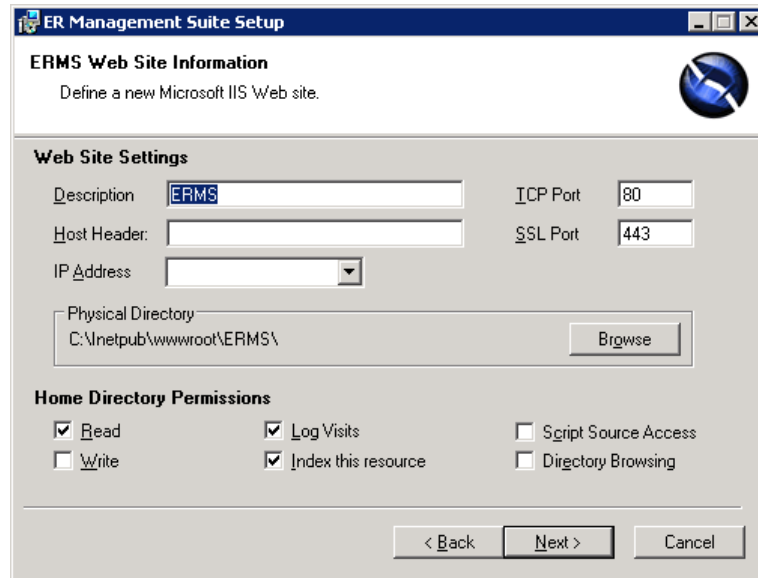 ER Management Suite Setup
ERMS Web Site Information
Define a new Microsoft IIS Web site.
Web Site Settings
Description ERMS TCP Port 80
Host Header: SSL Port 443
IP Address
Physical Directory
C:\Inetpub\wwwroot\ERMS\ Browse
Home Directory Permissions
Read Log Visits Script Source Access
Write Index this resource Directory Browsing
< Back Next > Cancel